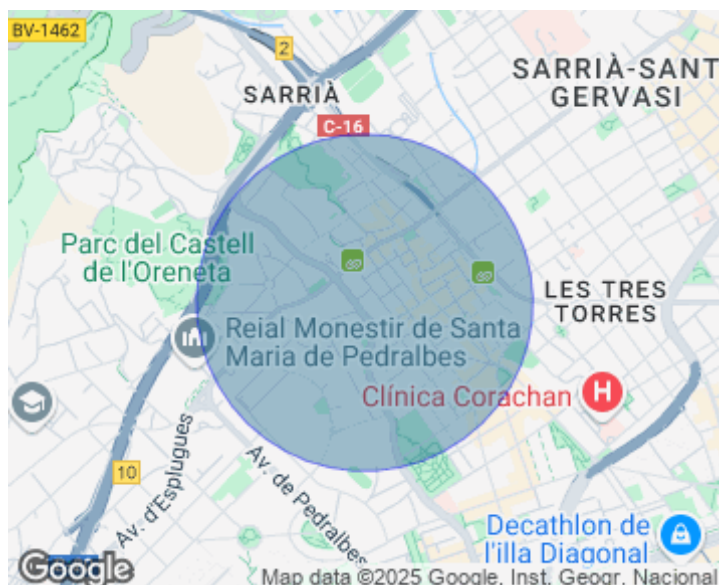 BV-1462
2
SARRIÀ
SARRIÀ-SANT
GERVASI
C-16
Parc del Castell
de l'Oreneta
LES TRES
TORRES
Reial Monestir de Santa
Maria de Pedralbes
Clínica Corachan
H
10
Av. d'Esplugues
Av. de Pedralbes
Decathlon de
l'illa Diagonal
Google
Map data ©2025 Google, Inst. Geogr. Nacional